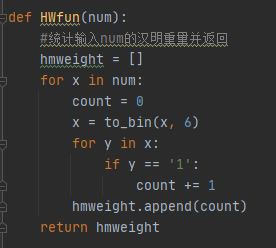 def HWfun(num):
    #统计输入num的汉明重量并返回
    hmweight = []
    for x in num:
        count = 0
        x = to_bin(x, 6)
        for y in x:
            if y == '1':
                count += 1
        hmweight.append(count)
    return hmweight